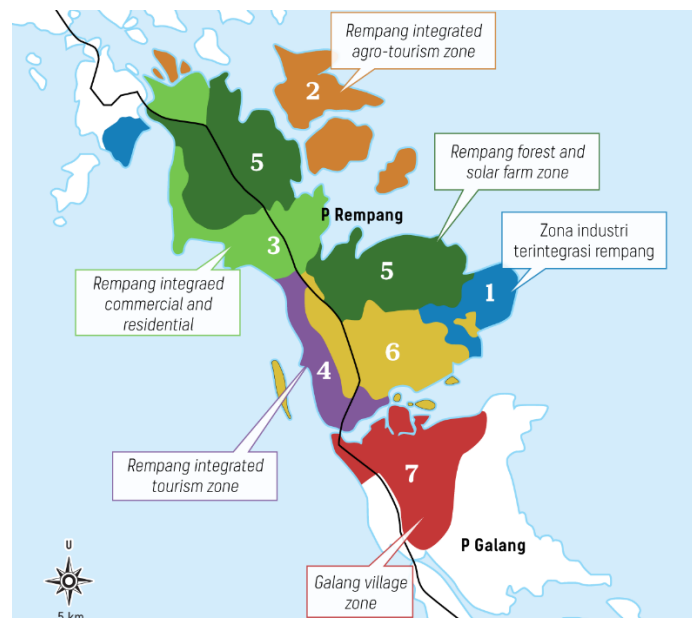 Rempang integrated
agro-tourism zone
2
5
Rempang forest and
solar farm zone
P Rempang
Zona industri
terintegrasi rempang
3
5
1
Rempang integraed
commercial and
residential
6
4
Rempang integrated
tourism zone
7
P Galang
Galang village
zone
U
5 km